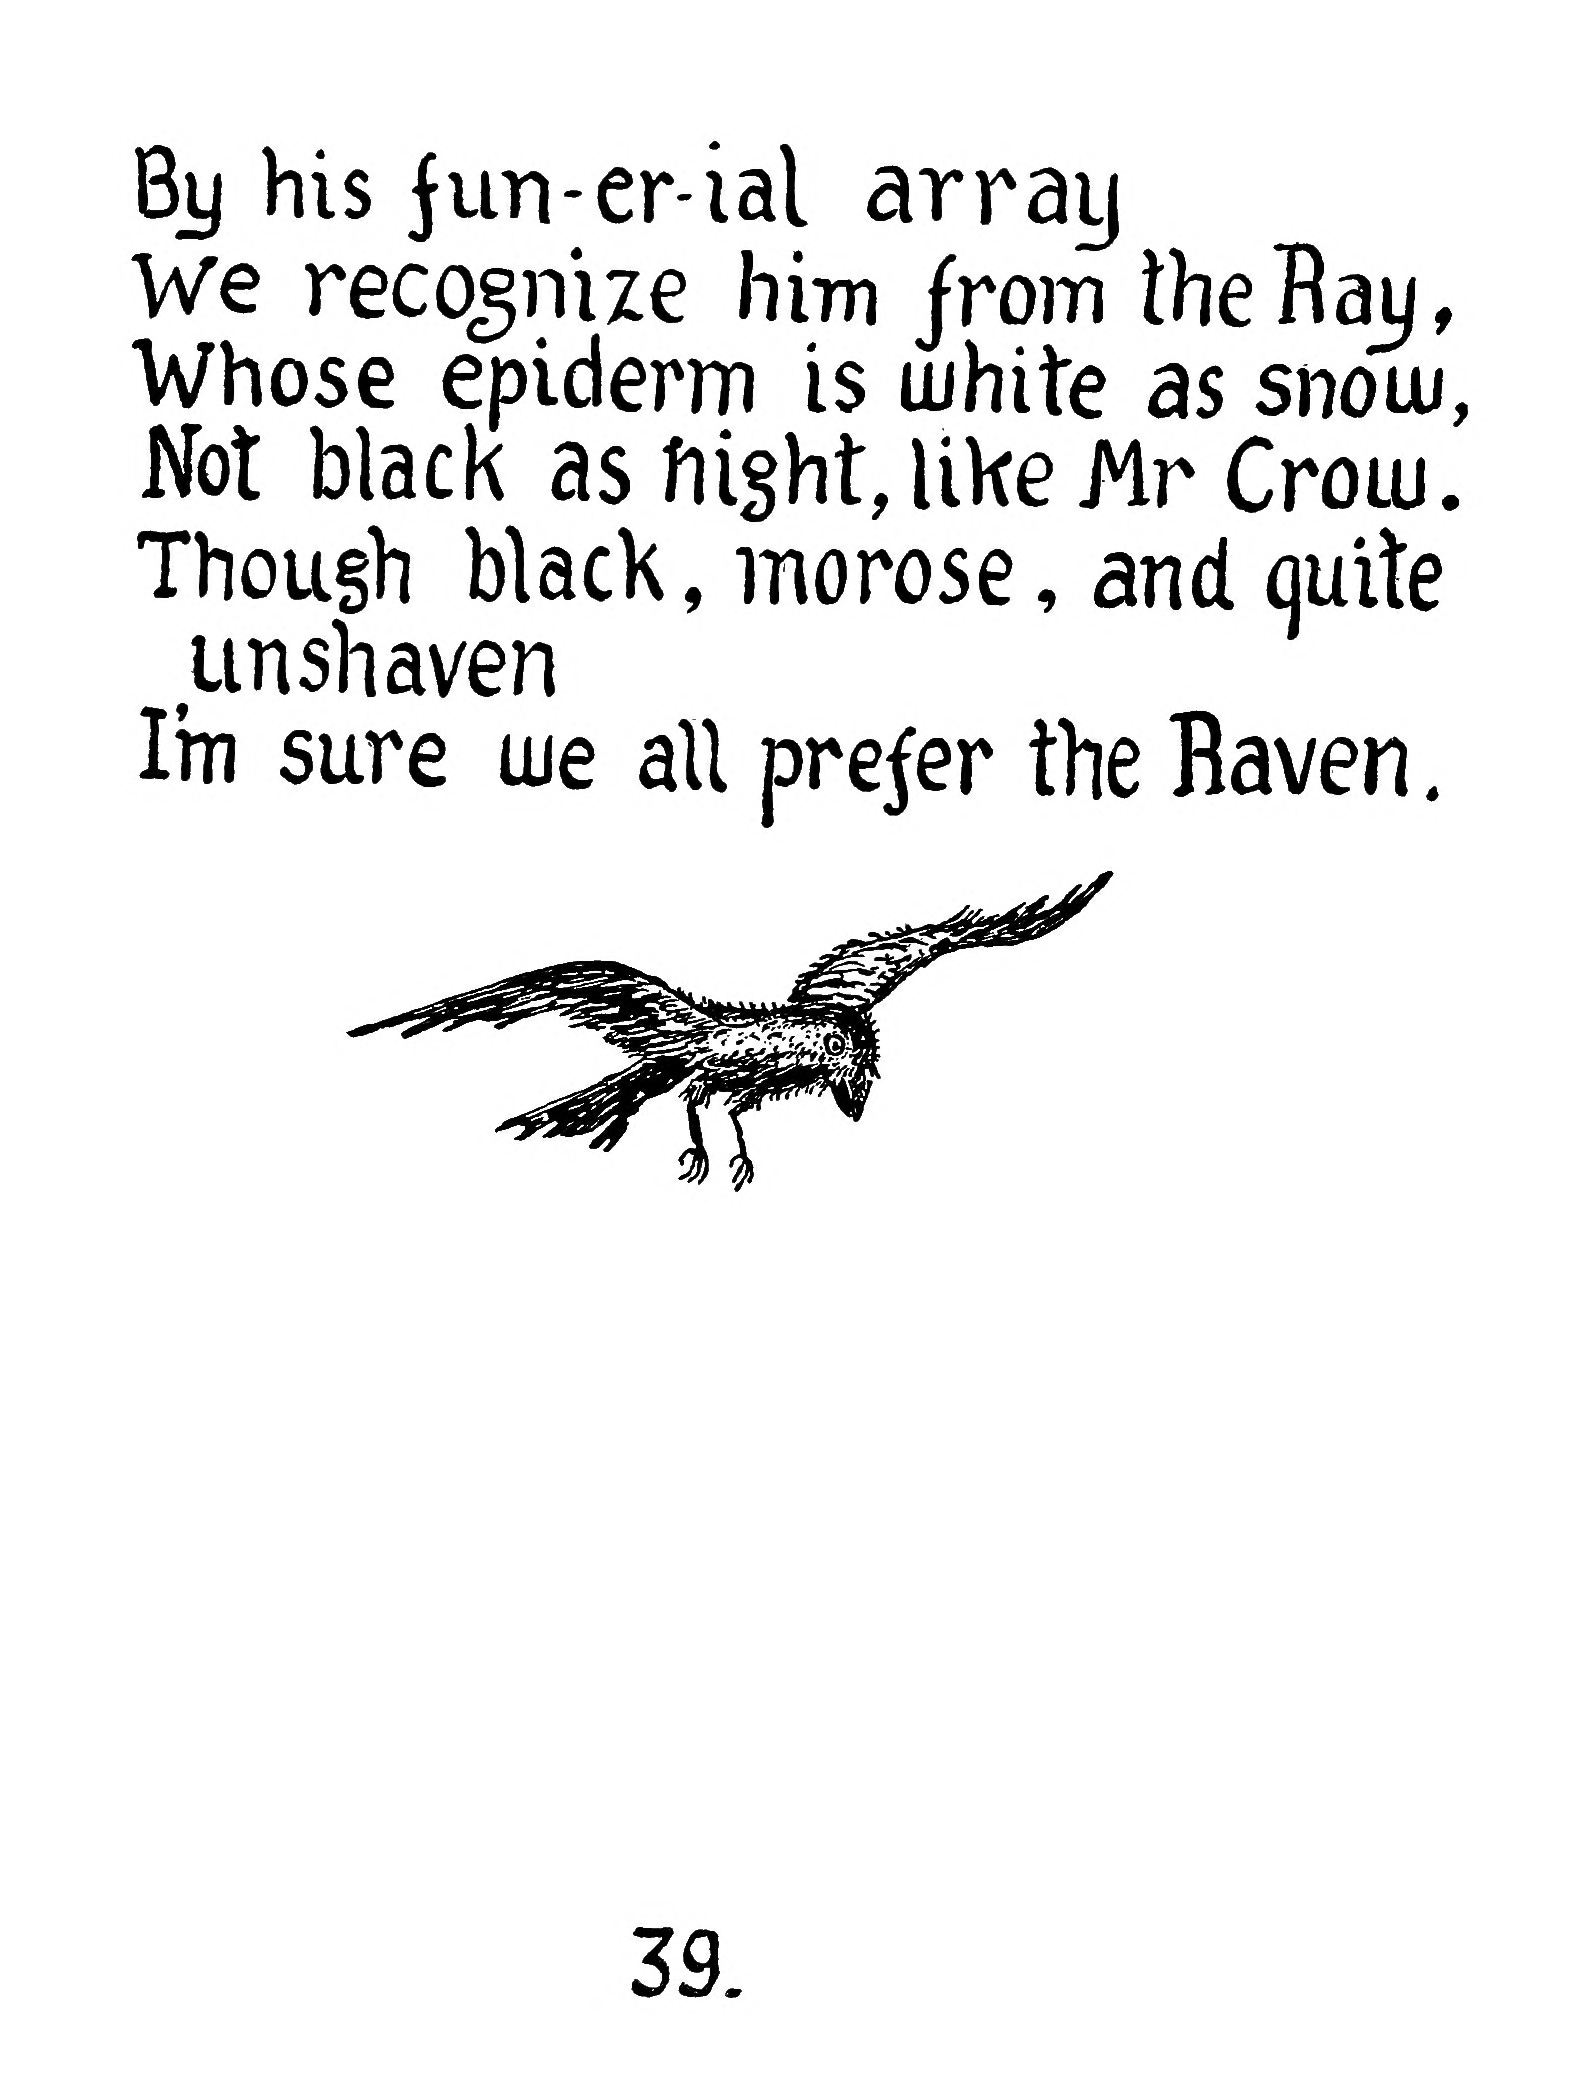 By his fun-er-ial array
We recognize him from the Ray,
Whose epiderm is white as snow,
Not black as night, like Mr Crow.
Though black, morose, and quite
unshaven
I'm sure we all prefer the Raven.
39.